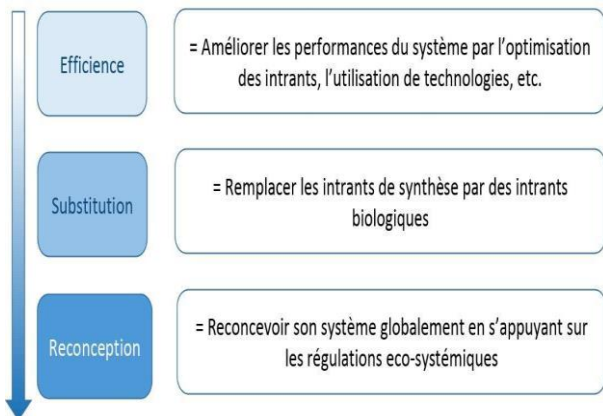 Efficience
= Améliorer les performances du système par l’optimisation
des intrants, l’utilisation de technologies, etc.
Substitution
= Remplacer les intrants de synthèse par des intrants
biologiques
Reconception
= Reconcevoir son système globalement en s’appuyant sur
les régulations eco-systémiques